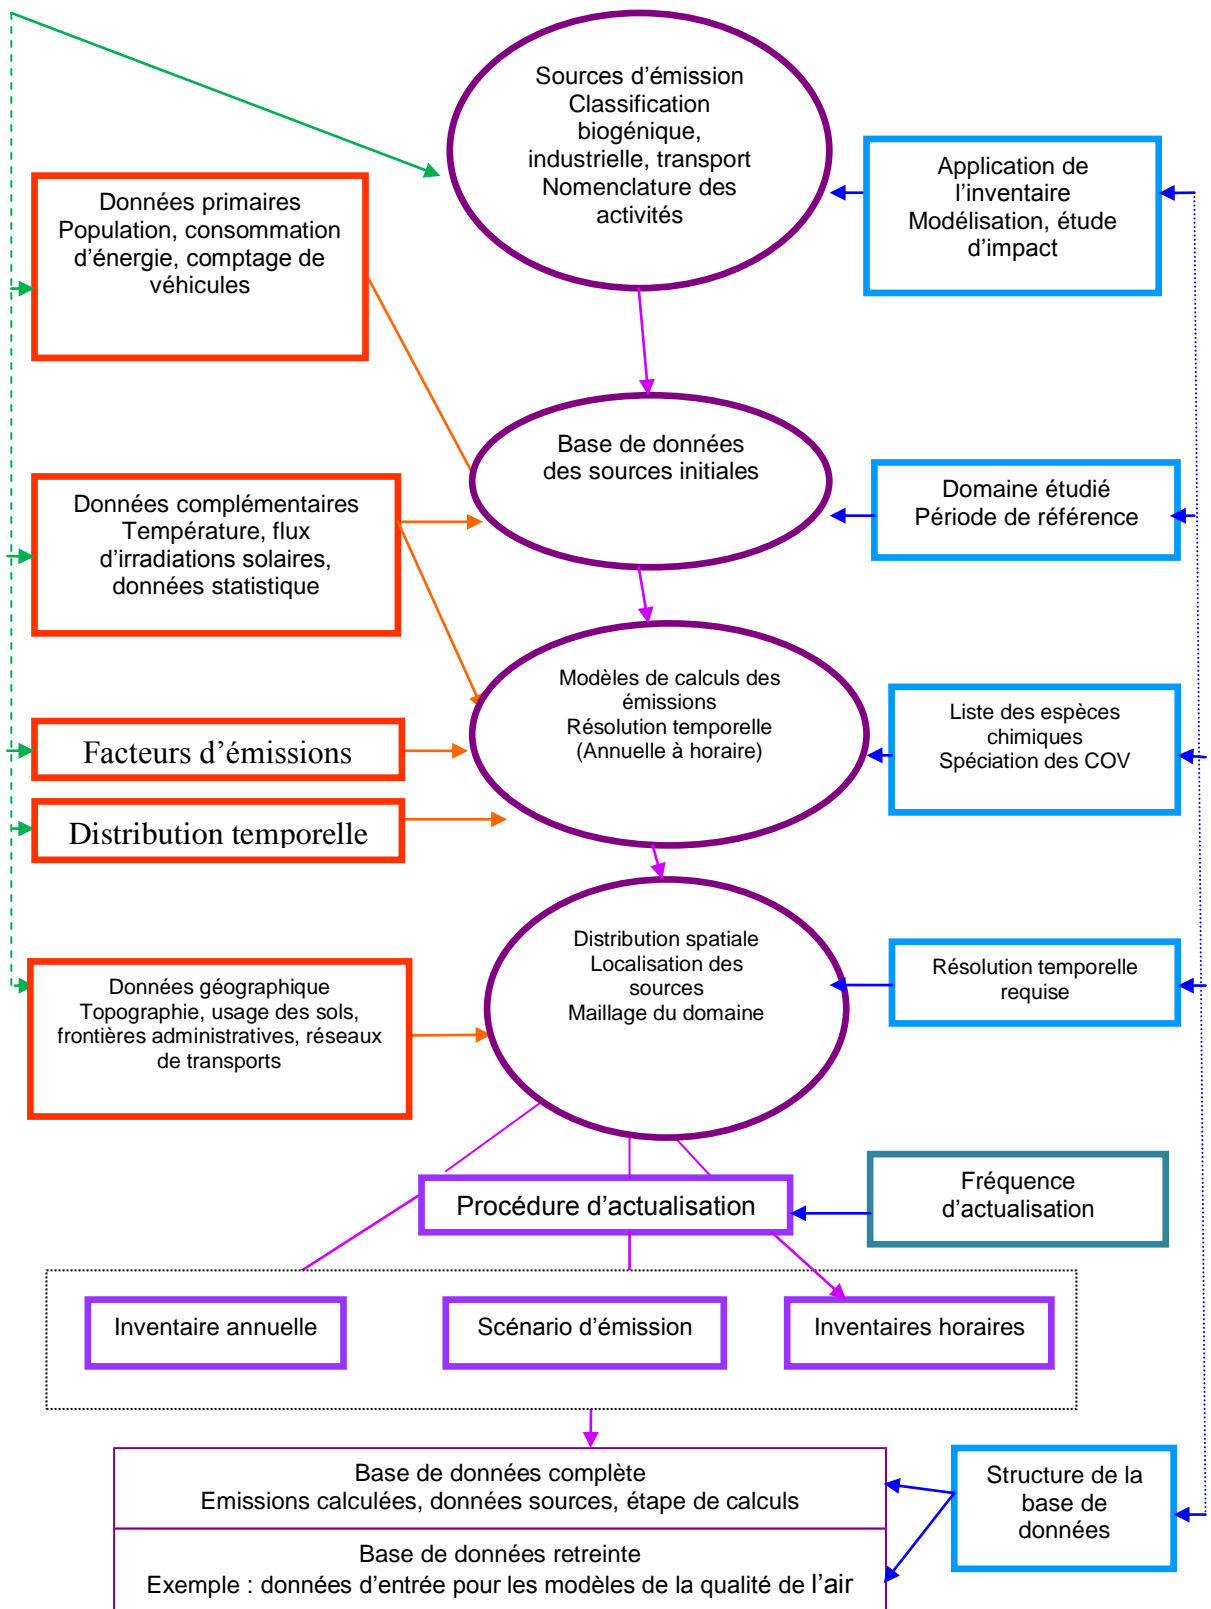 Sources d'émission
Classification
biogénique,
industrielle, transport
Nomenclature des
activités
Données primaires
Population, consommation
d'énergie, comptage de
véhicules
Application de
l'inventaire
Modélisation, étude
d'impact
Base de données
des sources initiales
Données complémentaires
Température, flux
d'irradiations solaires,
données statistique
Domaine étudié
Période de référence
Modèles de calculs des
émissions
Résolution temporelle
(Annuelle à horaire)
Facteurs d'émissions
Distribution temporelle
Liste des espèces
chimiques
Spéciation des COV
Distribution spatiale
Localisation des
sources
Maillage du domaine
Données géographique
Topographie, usage des sols,
frontières administratives, réseaux
de transports
Résolution temporelle
requise
Procédure d'actualisation
Fréquence
d'actualisation
Inventaire annuelle
Scénario d'émission
Inventaires horaires
Base de données complète
Emissions calculées, données sources, étape de calculs
Structure de la
base de
données
Base de données retreinte
Exemple : données d'entrée pour les modèles de la qualité de l'air